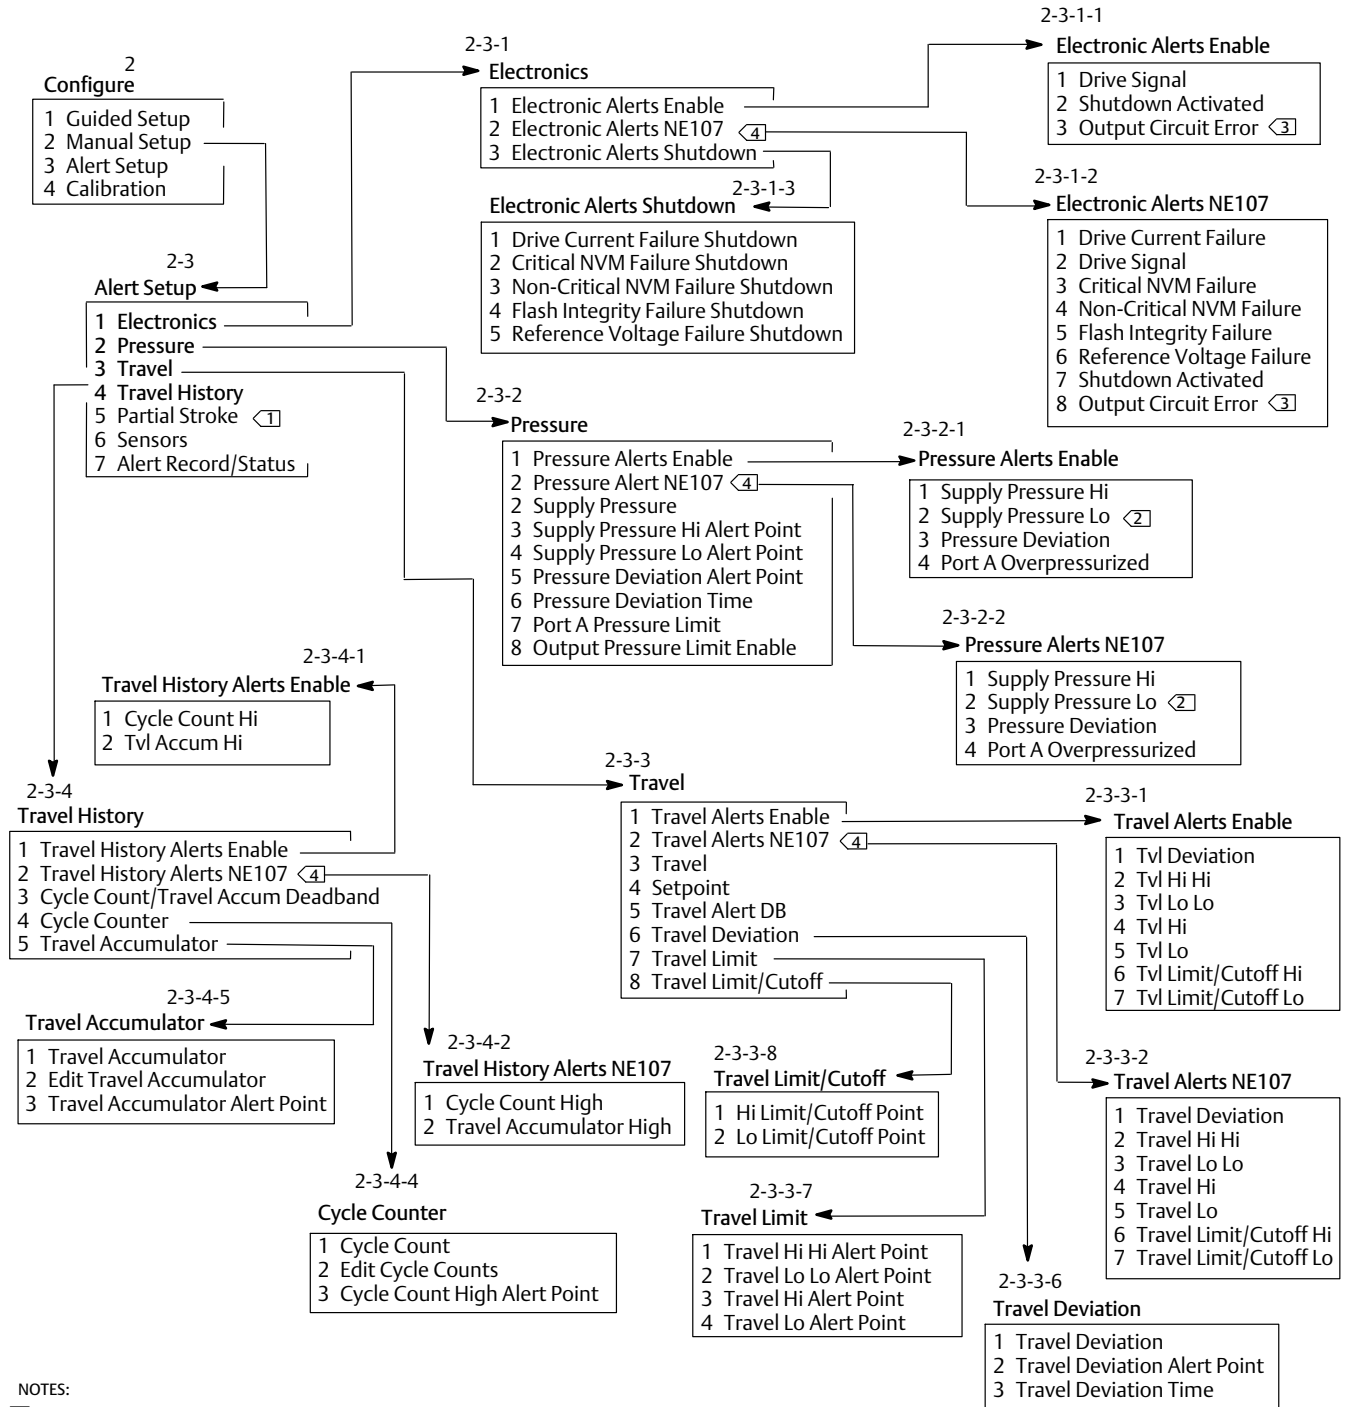 2
Configure
1 Guided Setup
2 Manual Setup
3 Alert Setup
4 Calibration
2-3
Alert Setup
1 Electronics
2 Pressure
3 Travel
4 Travel History
5 Partial Stroke 1
6 Sensors
7 Alert Record/Status
2-3-1
Electronics
1 Electronic Alerts Enable
2 Electronic Alerts NE107 4
3 Electronic Alerts Shutdown
2-3-1-1
Electronic Alerts Enable
1 Drive Signal
2 Shutdown Activated
3 Output Circuit Error 3
2-3-1-3
Electronic Alerts Shutdown
1 Drive Current Failure Shutdown
2 Critical NVM Failure Shutdown
3 Non-Critical NVM Failure Shutdown
4 Flash Integrity Failure Shutdown
5 Reference Voltage Failure Shutdown
2-3-1-2
Electronic Alerts NE107
1 Drive Current Failure
2 Drive Signal
3 Critical NVM Failure
4 Non-Critical NVM Failure
5 Flash Integrity Failure
6 Reference Voltage Failure
7 Shutdown Activated
8 Output Circuit Error 3
2-3-2
Pressure
1 Pressure Alerts Enable
2 Pressure Alert NE107 4
2 Supply Pressure
3 Supply Pressure Hi Alert Point
4 Supply Pressure Lo Alert Point
5 Pressure Deviation Alert Point
6 Pressure Deviation Time
7 Port A Pressure Limit
8 Output Pressure Limit Enable
2-3-2-1
Pressure Alerts Enable
1 Supply Pressure Hi
2 Supply Pressure Lo 2
3 Pressure Deviation
4 Port A Overpressurized
2-3-2-2
Pressure Alerts NE107
1 Supply Pressure Hi
2 Supply Pressure Lo 2
3 Pressure Deviation
4 Port A Overpressurized
2-3-4-1
Travel History Alerts Enable
1 Cycle Count Hi
2 Tvl Accum Hi
2-3-4
Travel History
1 Travel History Alerts Enable
2 Travel History Alerts NE107 4
3 Cycle Count/Travel Accum Deadband
4 Cycle Counter
5 Travel Accumulator
2-3-3
Travel
1 Travel Alerts Enable
2 Travel Alerts NE107 4
3 Travel
4 Setpoint
5 Travel Alert DB
6 Travel Deviation
7 Travel Limit
8 Travel Limit/Cutoff
2-3-3-1
Travel Alerts Enable
1 Tvl Deviation
2 Tvl Hi Hi
3 Tvl Lo Lo
4 Tvl Hi
5 Tvl Lo
6 Tvl Limit/Cutoff Hi
7 Tvl Limit/Cutoff Lo
2-3-4-5
Travel Accumulator
1 Travel Accumulator
2 Edit Travel Accumulator
3 Travel Accumulator Alert Point
2-3-4-2
Travel History Alerts NE107
1 Cycle Count High
2 Travel Accumulator High
2-3-3-8
Travel Limit/Cutoff
1 Hi Limit/Cutoff Point
2 Lo Limit/Cutoff Point
2-3-3-2
Travel Alerts NE107
1 Travel Deviation
2 Travel Hi Hi
3 Travel Lo Lo
4 Travel Hi
5 Travel Lo
6 Travel Limit/Cutoff Hi
7 Travel Limit/Cutoff Lo
2-3-4-4
Cycle Counter
1 Cycle Count
2 Edit Cycle Counts
3 Cycle Count High Alert Point
2-3-3-7
Travel Limit
1 Travel Hi Hi Alert Point
2 Travel Lo Lo Alert Point
3 Travel Hi Alert Point
4 Travel Lo Alert Point
2-3-3-6
Travel Deviation
1 Travel Deviation
2 Travel Deviation Alert Point
3 Travel Deviation Time
NOTES: